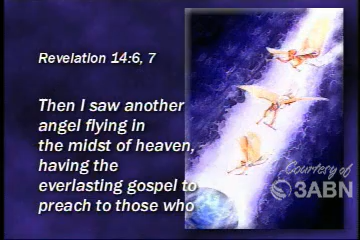 Revelation 14:6, 7
Then I saw another
angel flying in
the midst of heaven,
having the
everlasting gospel to
preach to those who
Courtesy of
3ABN